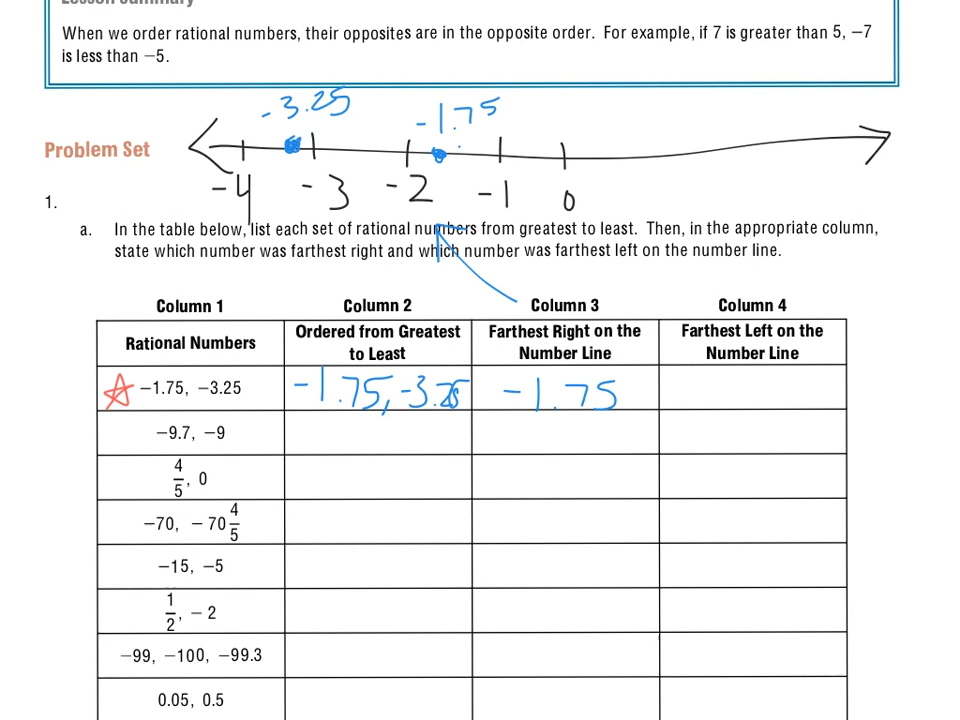 Lesson Summary
When we order rational numbers, their opposites are in the opposite order. For example, if 7 is greater than 5, −7
is less than −5.
-3.25 -1.75
Problem Set
-4 -3 -2 -1 0
1.
a. In the table below, list each set of rational numbers from greatest to least. Then, in the appropriate column,
state which number was farthest right and which number was farthest left on the number line.
Column 1 Column 2 Column 3 Column 4
Rational Numbers Ordered from Greatest to Least Farthest Right on the Number Line Farthest Left on the Number Line
−1.75, −3.25 -1.75, -3.25 -1.75
−9.7, −9
4/5, 0
−70, −70 4/5
−15, −5
1/2, −2
−99, −100, −99.3
0.05, 0.5